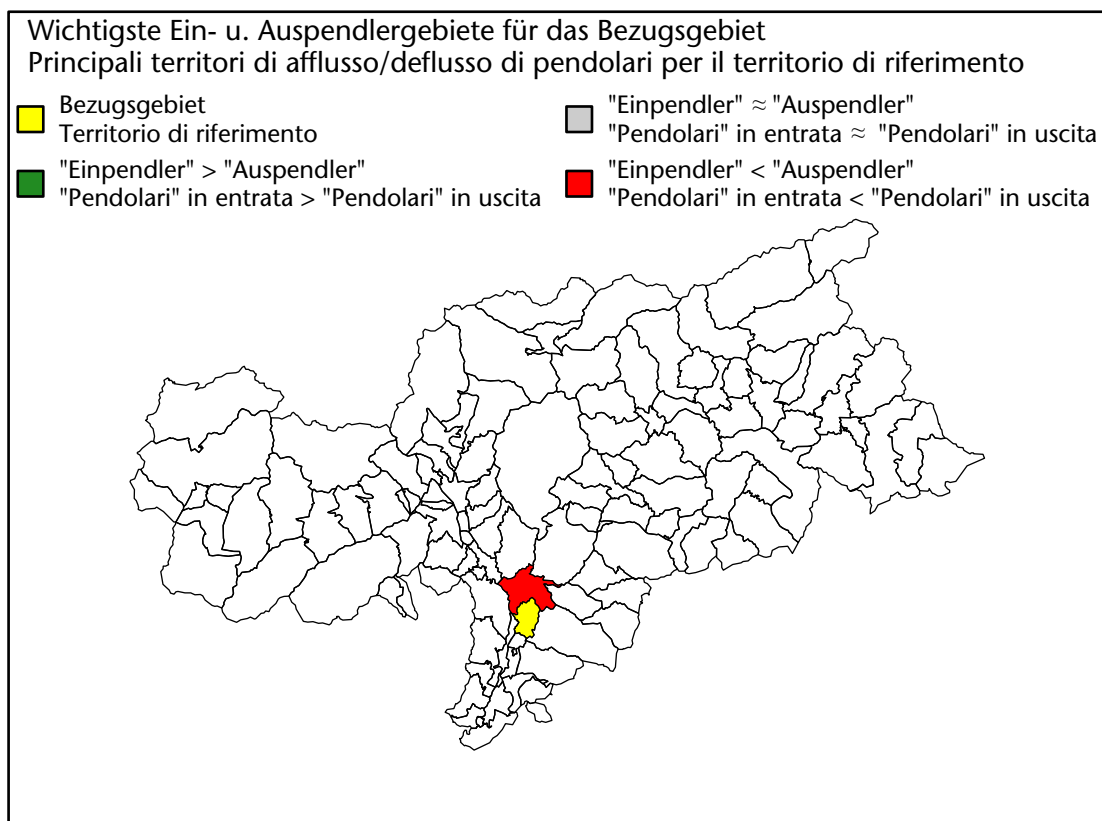 Wichtigste Ein- u. Auspendlergebiete für das Bezugsgebiet
Principali territori di afflusso/deflusso di pendolari per il territorio di riferimento
Bezugsgebiet
Territorio di riferimento
"Einpendler" > "Auspendler"
"Pendolari" in entrata > "Pendolari" in uscita
"Einpendler" ≈ "Auspendler"
"Pendolari" in entrata ≈ "Pendolari" in uscita
"Einpendler" < "Auspendler"
"Pendolari" in entrata < "Pendolari" in uscita